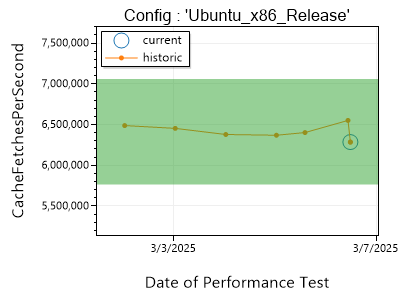 Config : 'Ubuntu_x86_Release'
CacheFetchesPerSecond
7,500,000
7,000,000
6,500,000
6,000,000
5,500,000
current
historic
3/3/2025
3/7/2025
Date of Performance Test